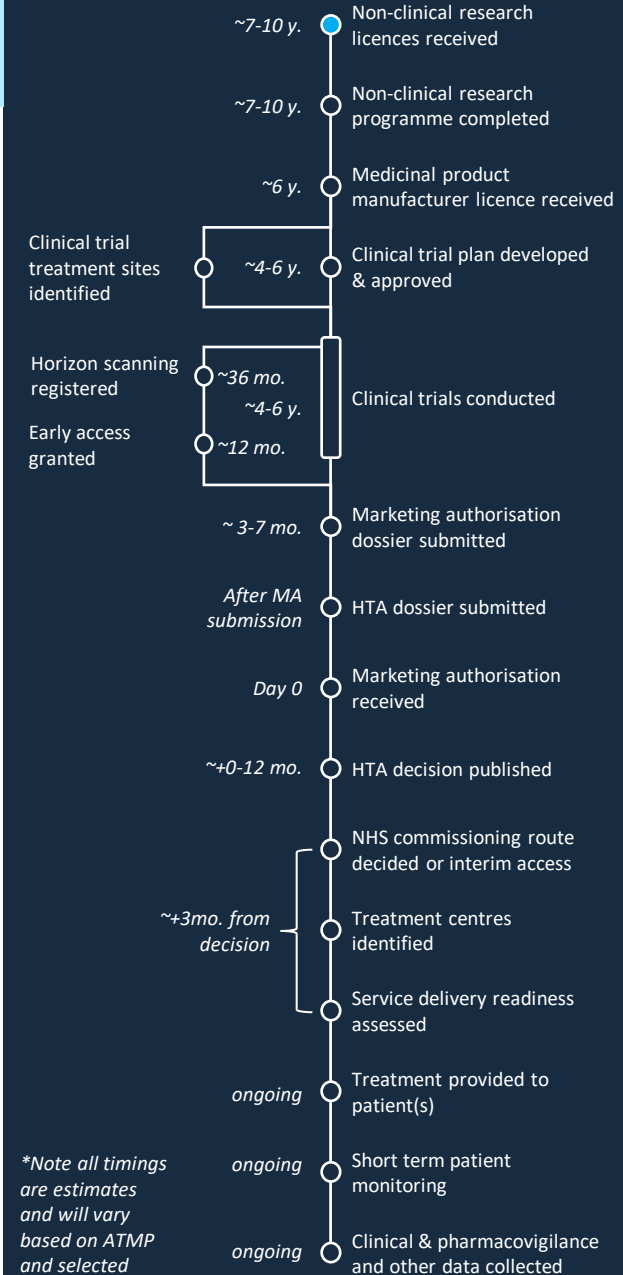 ~7-10 y.
Non-clinical research
licences received
~7-10 y.
Non-clinical research
programme completed
~6 y.
Medicinal product
manufacturer licence received
Clinical trial
treatment sites
identified
~4-6 y.
Clinical trial plan developed
& approved
Horizon scanning
registered
~36 mo.
~4-6 y.
Clinical trials conducted
Early access
granted
~12 mo.
~ 3-7 mo.
Marketing authorisation
dossier submitted
After MA
submission
HTA dossier submitted
Day 0
Marketing authorisation
received
~+0-12 mo.
HTA decision published
NHS commissioning route
decided or interim access
~+3mo. from
decision
Treatment centres
identified
Service delivery readiness
assessed
ongoing
Treatment provided to
patient(s)
ongoing
Short term patient
monitoring
ongoing
Clinical & pharmacovigilance
and other data collected
*Note all timings
are estimates
and will vary
based on ATMP
and selected